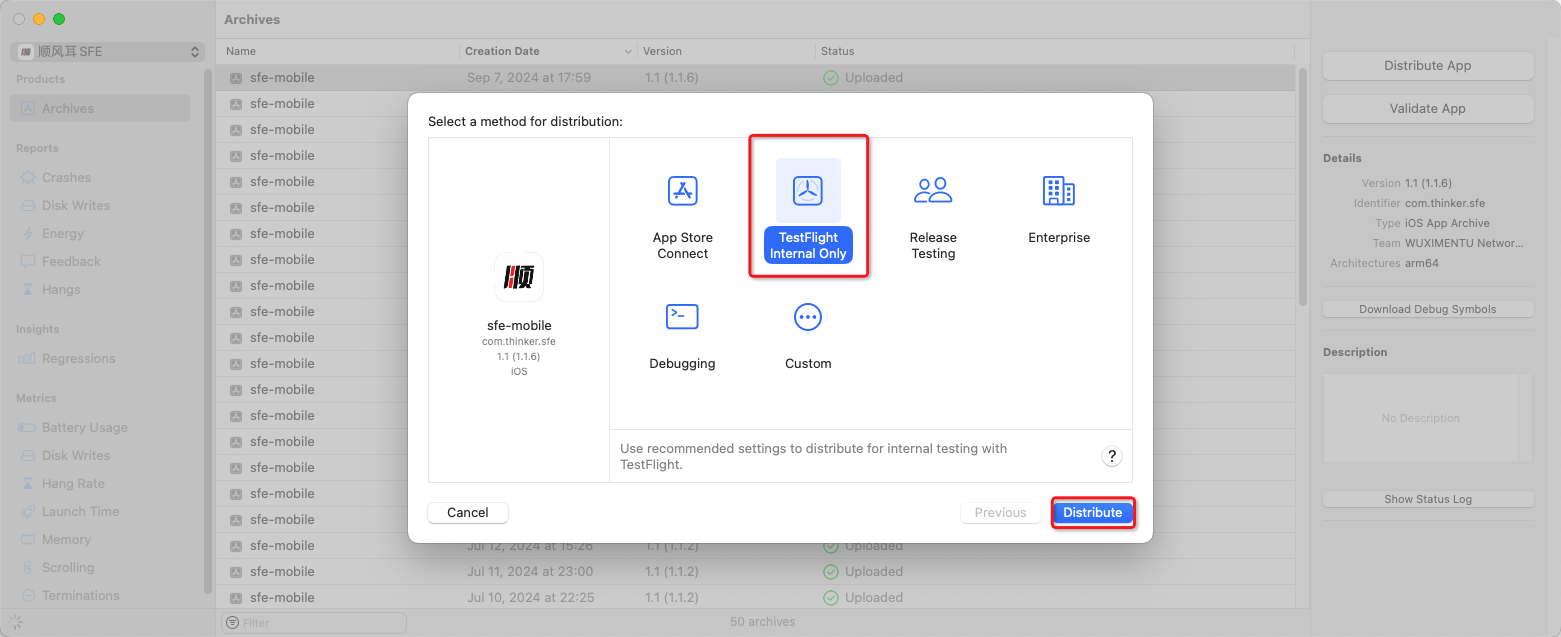 Archives
顺风耳 SFE
Name Creation Date Version Status
Products
sfe-mobile Sep 7, 2024 at 17:59 1.1 (1.1.6) Uploaded
Archives
sfe-mobile
sfe-mobile
Reports
sfe-mobile
Crashes
sfe-mobile
Disk Writes
sfe-mobile
Energy
sfe-mobile
Feedback
sfe-mobile
Hangs
sfe-mobile
sfe-mobile
Insights
sfe-mobile
Regressions
sfe-mobile
sfe-mobile
Metrics
sfe-mobile
Battery Usage
sfe-mobile
Disk Writes
sfe-mobile
Hang Rate
sfe-mobile
Launch Time
sfe-mobile
Memory
sfe-mobile Jul 12, 2024 at 15:26 1.1 (1.1.2) Uploaded
Scrolling
sfe-mobile Jul 11, 2024 at 23:00 1.1 (1.1.2) Uploaded
Terminations
sfe-mobile Jul 10, 2024 at 22:25 1.1 (1.1.2) Uploaded
Filter
50 archives
Select a method for distribution:
顺
sfe-mobile
com.thinker.sfe
1.1 (1.1.6)
iOS
App Store
Connect
TestFlight
Internal Only
Release
Testing
Enterprise
Debugging
Custom
Use recommended settings to distribute for internal testing with
TestFlight.
?
Cancel
Previous
Distribute
Distribute App
Validate App
Details
Version 1.1 (1.1.6)
Identifier com.thinker.sfe
Type iOS App Archive
Team WUXIMENTU Networ...
Architectures arm64
Download Debug Symbols
Description
No Description
Show Status Log